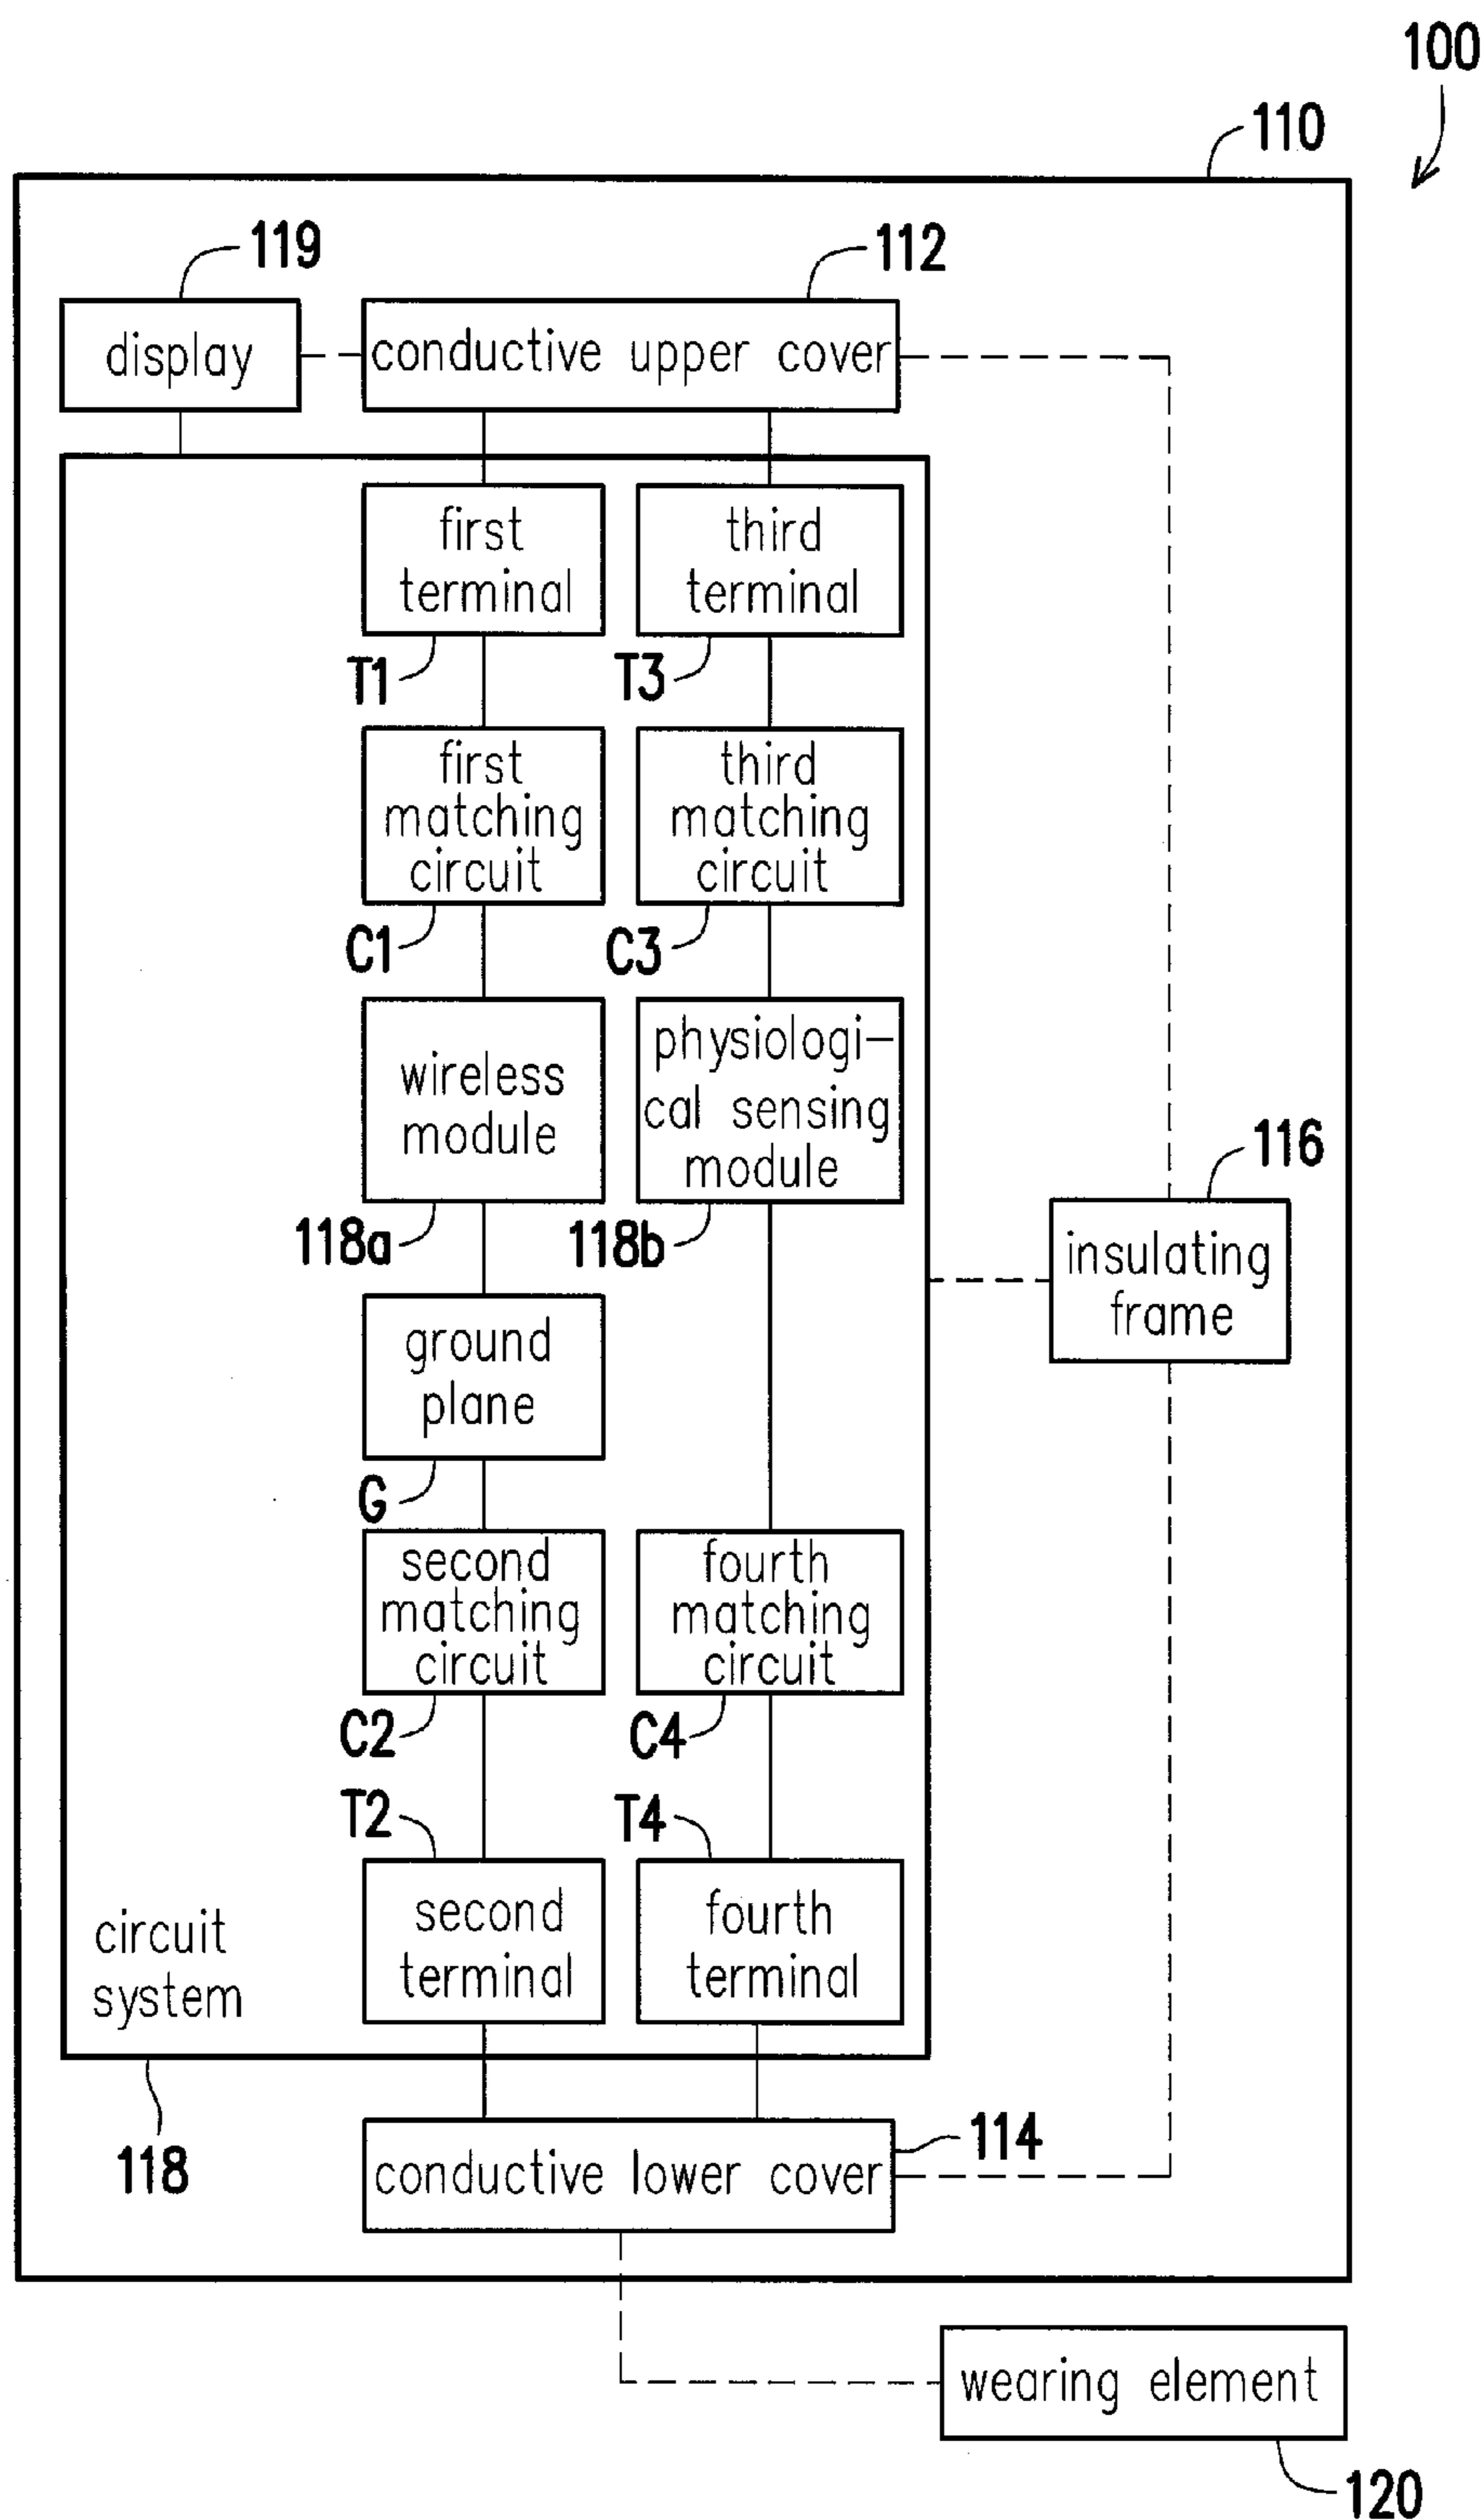 100
110
119
112
display
conductive upper cover
first
terminal
third
terminal
T1
T3
first
matching
circuit
third
matching
circuit
C1
C3
wireless
module
physiologi-
cal sensing
module
116
118a
118b
insulating
frame
ground
plane
G
second
matching
circuit
fourth
matching
circuit
C2
C4
T2
T4
second
terminal
fourth
terminal
circuit
system
118
114
conductive lower cover
wearing element
120